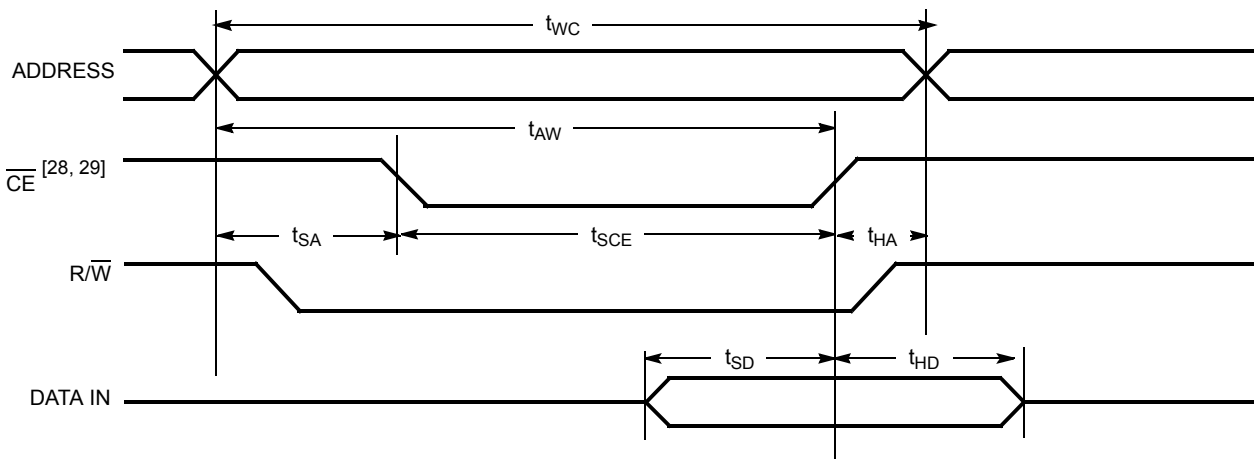 tWC
ADDRESS
tAW
CE [28, 29]
tSA
tSCE
tHA
R/W
tSD
tHD
DATA IN